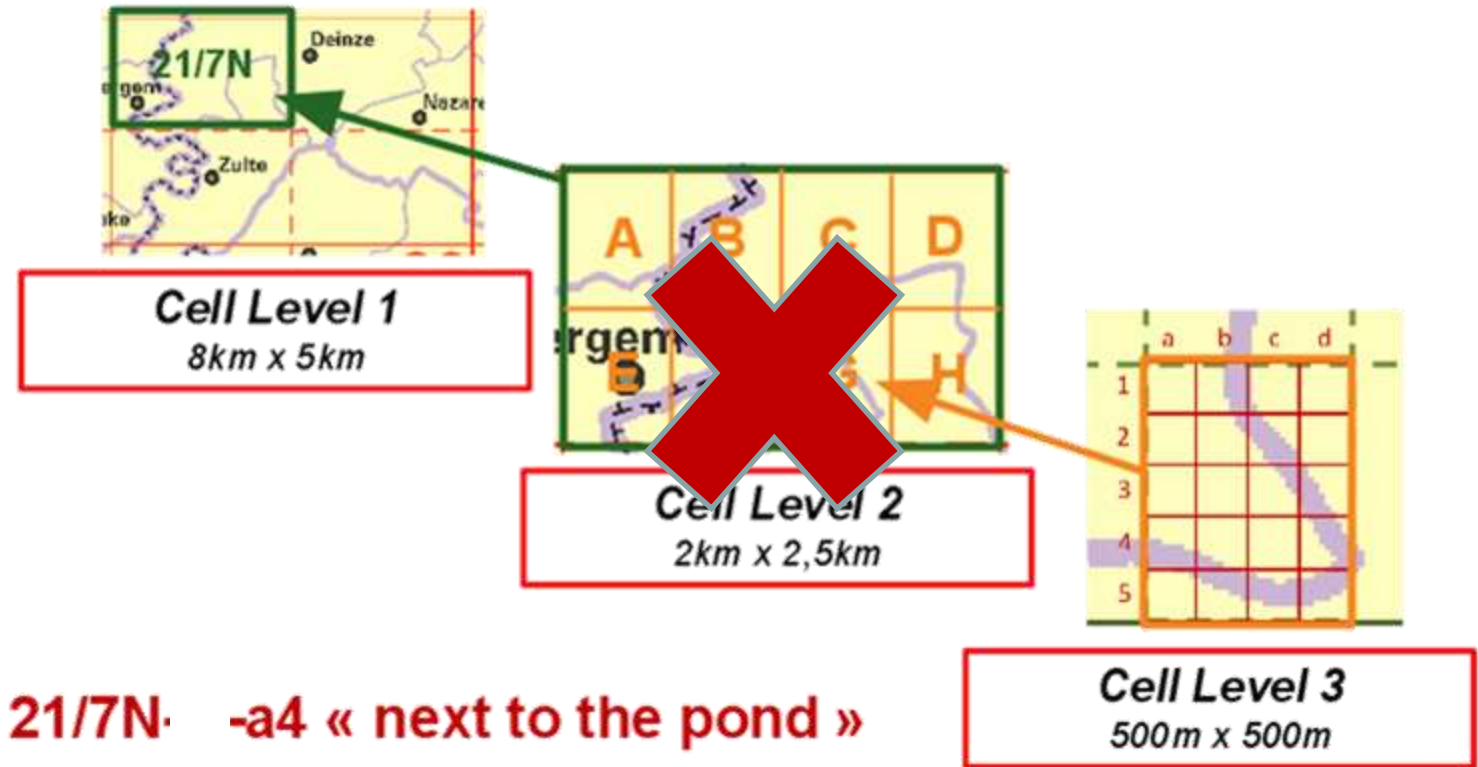 Deinze
21/7N
Nazare
Zulte
Cell Level 1
8km x 5km
A B C D
rgem
E G H
Cell Level 2
2km x 2,5km
a b c d
1
2
3
4
5
Cell Level 3
500m x 500m
21/7N- -a4 « next to the pond »